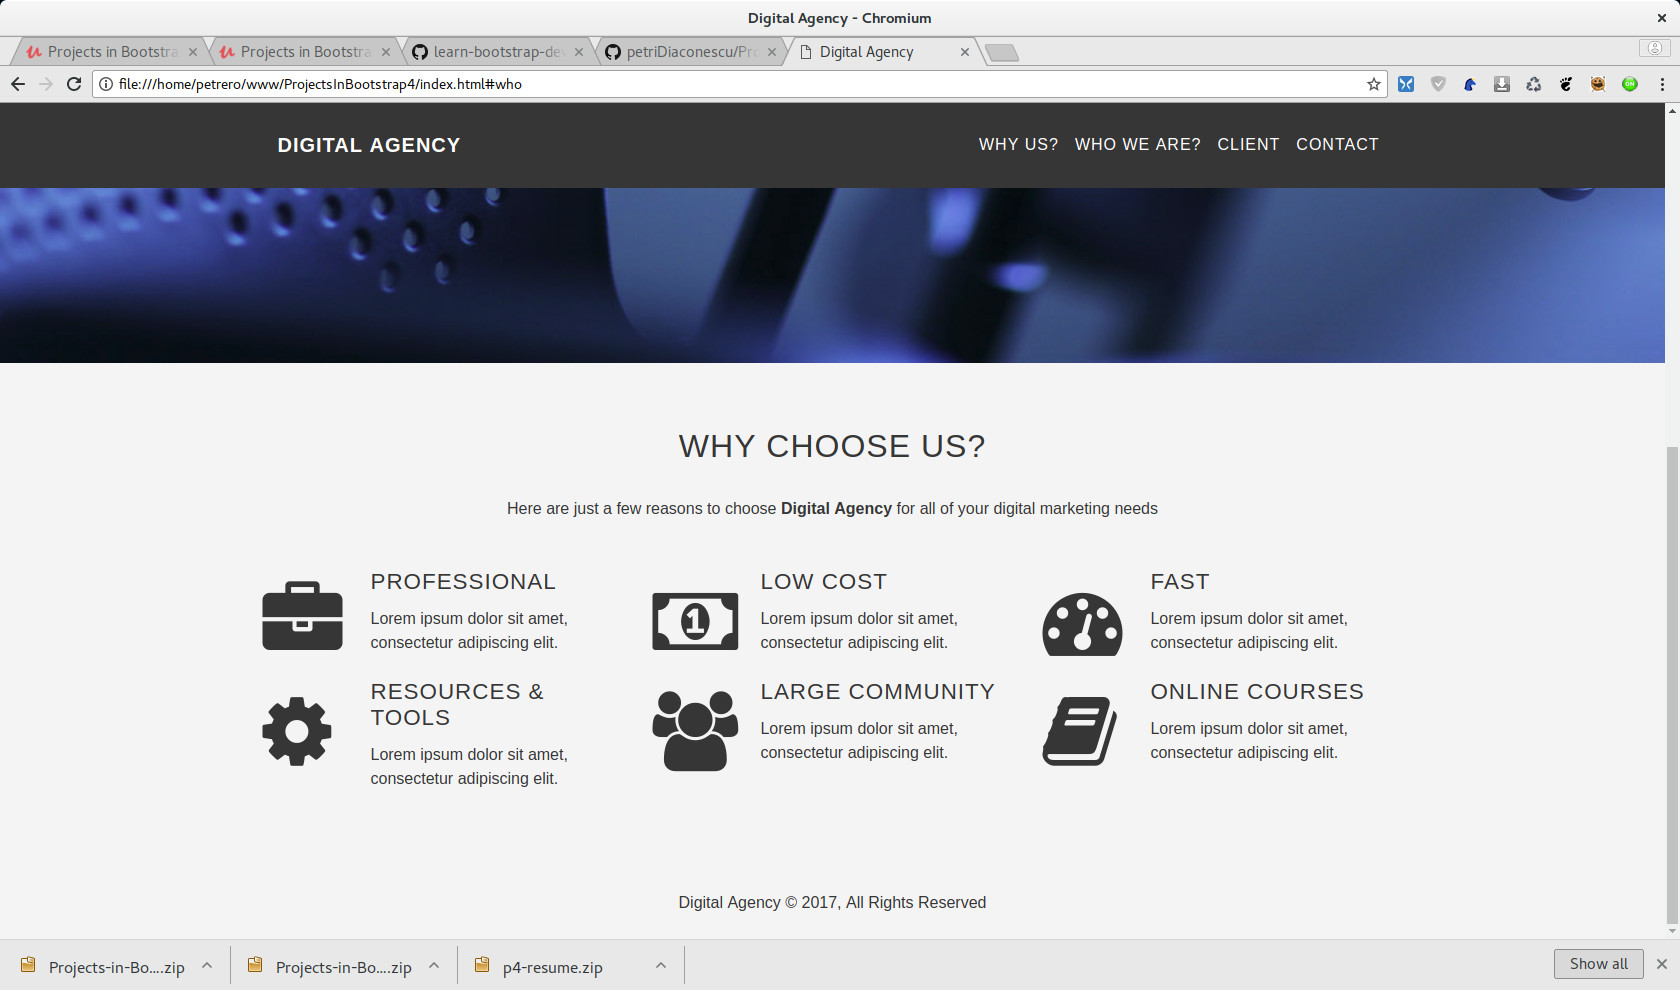 Digital Agency - Chromium
Projects in Bootstra
Projects in Bootstra
learn-bootstrap-de
petriDiaconescu/Pro
Digital Agency
file:///home/petrero/www/ProjectsInBootstrap4/index.html#who
ON
DIGITAL AGENCY
WHY US?
WHO WE ARE?
CLIENT
CONTACT
WHY CHOOSE US?
Here are just a few reasons to choose Digital Agency for all of your digital marketing needs
PROFESSIONAL
Lorem ipsum dolor sit amet,
consectetur adipiscing elit.
1
LOW COST
Lorem ipsum dolor sit amet,
consectetur adipiscing elit.
FAST
Lorem ipsum dolor sit amet,
consectetur adipiscing elit.
RESOURCES &
TOOLS
Lorem ipsum dolor sit amet,
consectetur adipiscing elit.
LARGE COMMUNITY
Lorem ipsum dolor sit amet,
consectetur adipiscing elit.
ONLINE COURSES
Lorem ipsum dolor sit amet,
consectetur adipiscing elit.
Digital Agency © 2017, All Rights Reserved
Projects-in-Bo....zip
Projects-in-Bo....zip
p4-resume.zip
Show all